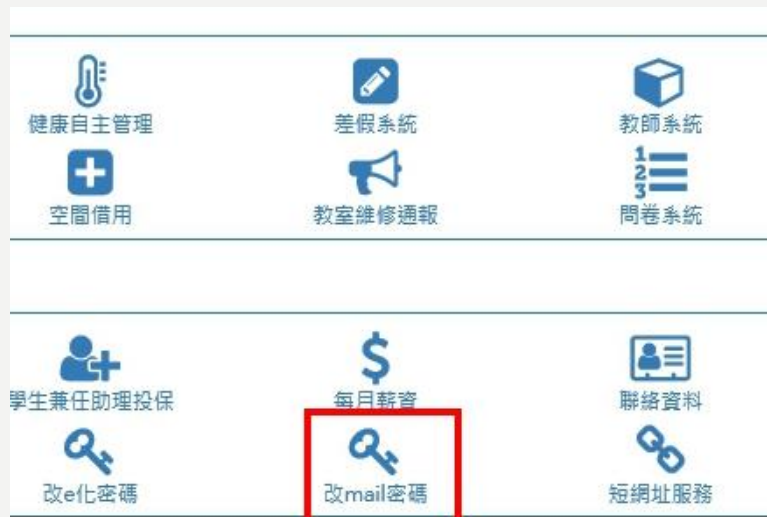 健康自主管理
差假系統
教師系統
空間借用
教室維修通報
1
2
3
問卷系統
學生兼任助理投保
$
每月薪資
聯絡資料
改e化密碼
改mail密碼
短網址服務